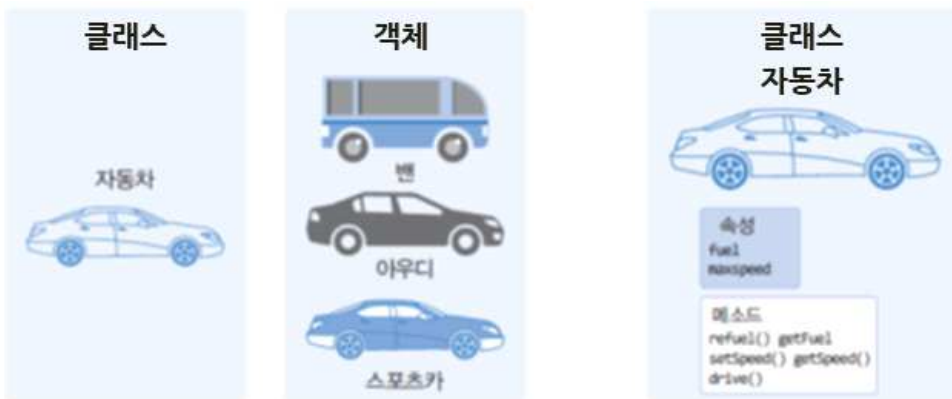 클래스
자동차
객체
밴
아우디
스포츠카
클래스
자동차
속성
fuel
maxspeed
메소드
refuel() getFuel
setSpeed() getSpeed()
drive()